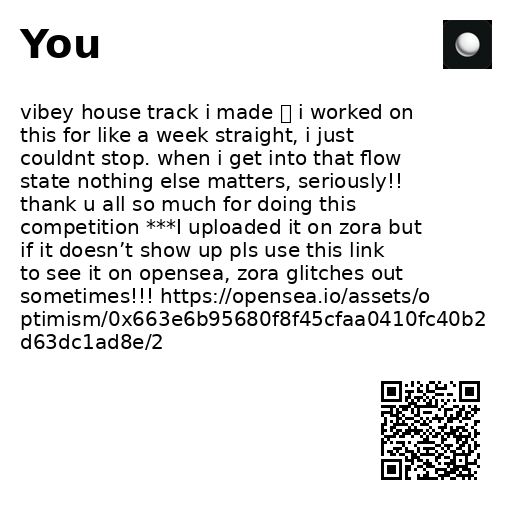 You
vibey house track i made ▯ i worked on
this for like a week straight, i just
couldnt stop. when i get into that flow
state nothing else matters, seriously!!
thank u all so much for doing this
competition ***I uploaded it on zora but
if it doesn’t show up pls use this link
to see it on opensea, zora glitches out
sometimes!!! https://opensea.io/assets/o
ptimism/0x663e6b95680f8f45cfaa0410fc40b2
d63dc1ad8e/2